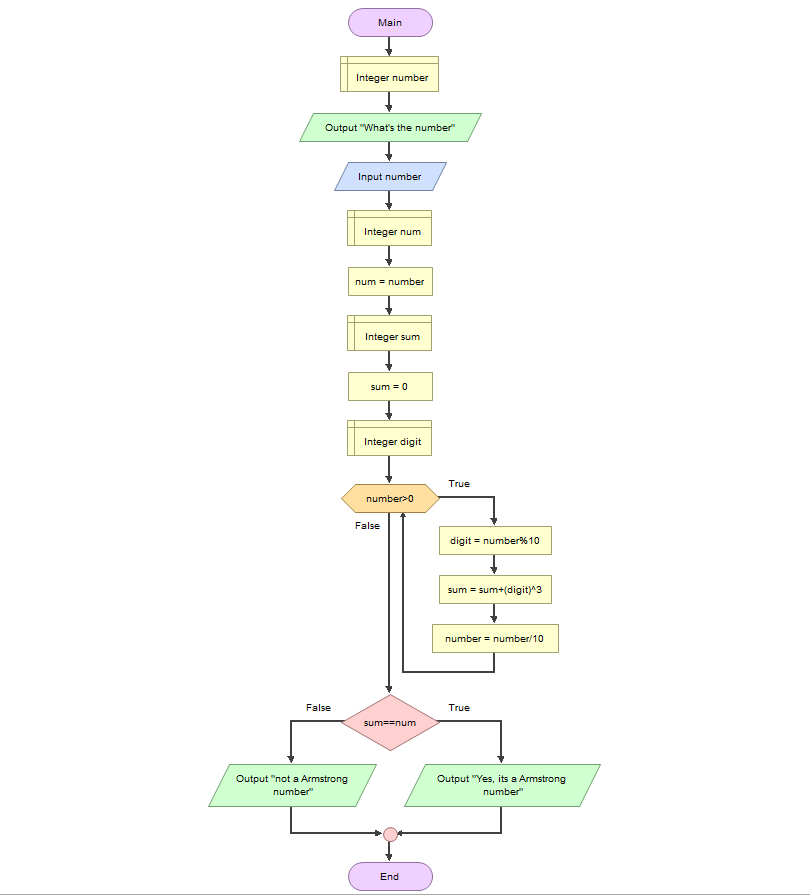 Main
Integer number
Output "What's the number"
Input number
Integer num
num = number
Integer sum
sum = 0
Integer digit
number>0
True
False
digit = number%10
sum = sum+(digit)^3
number = number/10
False
True
sum==num
Output "not a Armstrong
number"
Output "Yes, its a Armstrong
number"
End